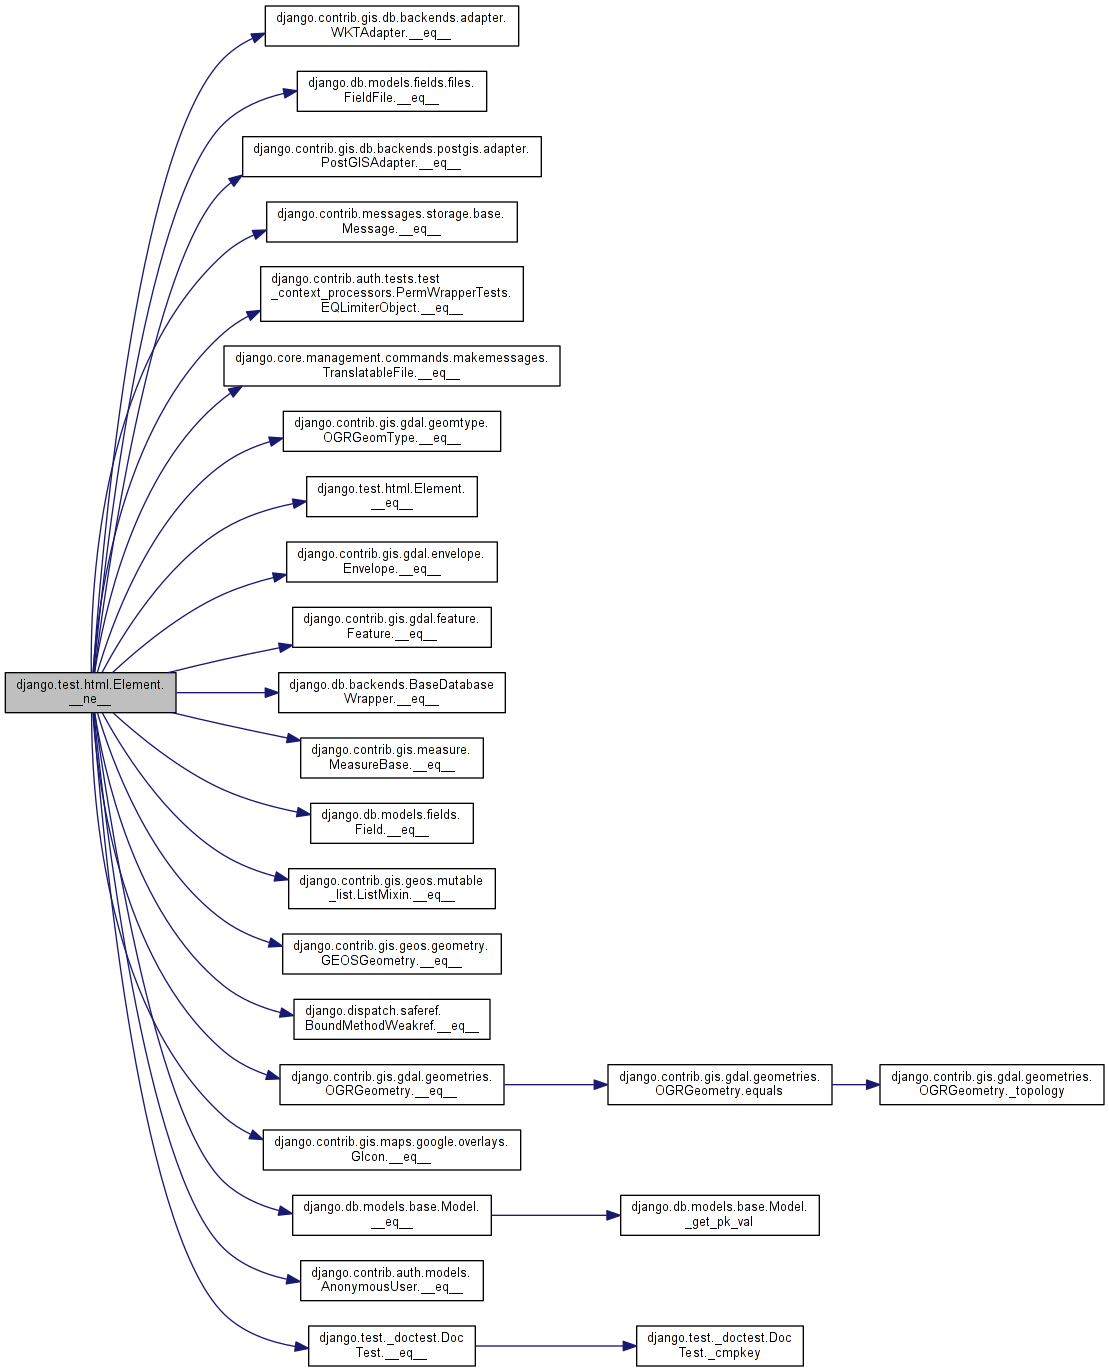 django.contrib.gis.db.backends.adapter.
WKTAdapter.__eq__
django.db.models.fields.files.
FieldFile.__eq__
django.contrib.gis.db.backends.postgis.adapter.
PostGISAdapter.__eq__
django.contrib.messages.storage.base.
Message.__eq__
django.contrib.auth.tests.test
_context_processors.PermWrapperTests.
EQLimiterObject.__eq__
django.core.management.commands.makemessages.
TranslatableFile.__eq__
django.contrib.gis.gdal.geomtype.
OGRGeomType.__eq__
django.test.html.Element.
__eq__
django.contrib.gis.gdal.envelope.
Envelope.__eq__
django.contrib.gis.gdal.feature.
Feature.__eq__
django.test.html.Element.
__ne__
django.db.backends.BaseDatabase
Wrapper.__eq__
django.contrib.gis.measure.
MeasureBase.__eq__
django.db.models.fields.
Field.__eq__
django.contrib.gis.geos.mutable
_list.ListMixin.__eq__
django.contrib.gis.geos.geometry.
GEOSGeometry.__eq__
django.dispatch.saferef.
BoundMethodWeakref.__eq__
django.contrib.gis.gdal.geometries.
OGRGeometry.__eq__
django.contrib.gis.gdal.geometries.
OGRGeometry.equals
django.contrib.gis.gdal.geometries.
OGRGeometry._topology
django.contrib.gis.maps.google.overlays.
GIcon.__eq__
django.db.models.base.Model.
__eq__
django.db.models.base.Model.
_get_pk_val
django.contrib.auth.models.
AnonymousUser.__eq__
django.test._doctest.Doc
Test.__eq__
django.test._doctest.Doc
Test._cmpkey